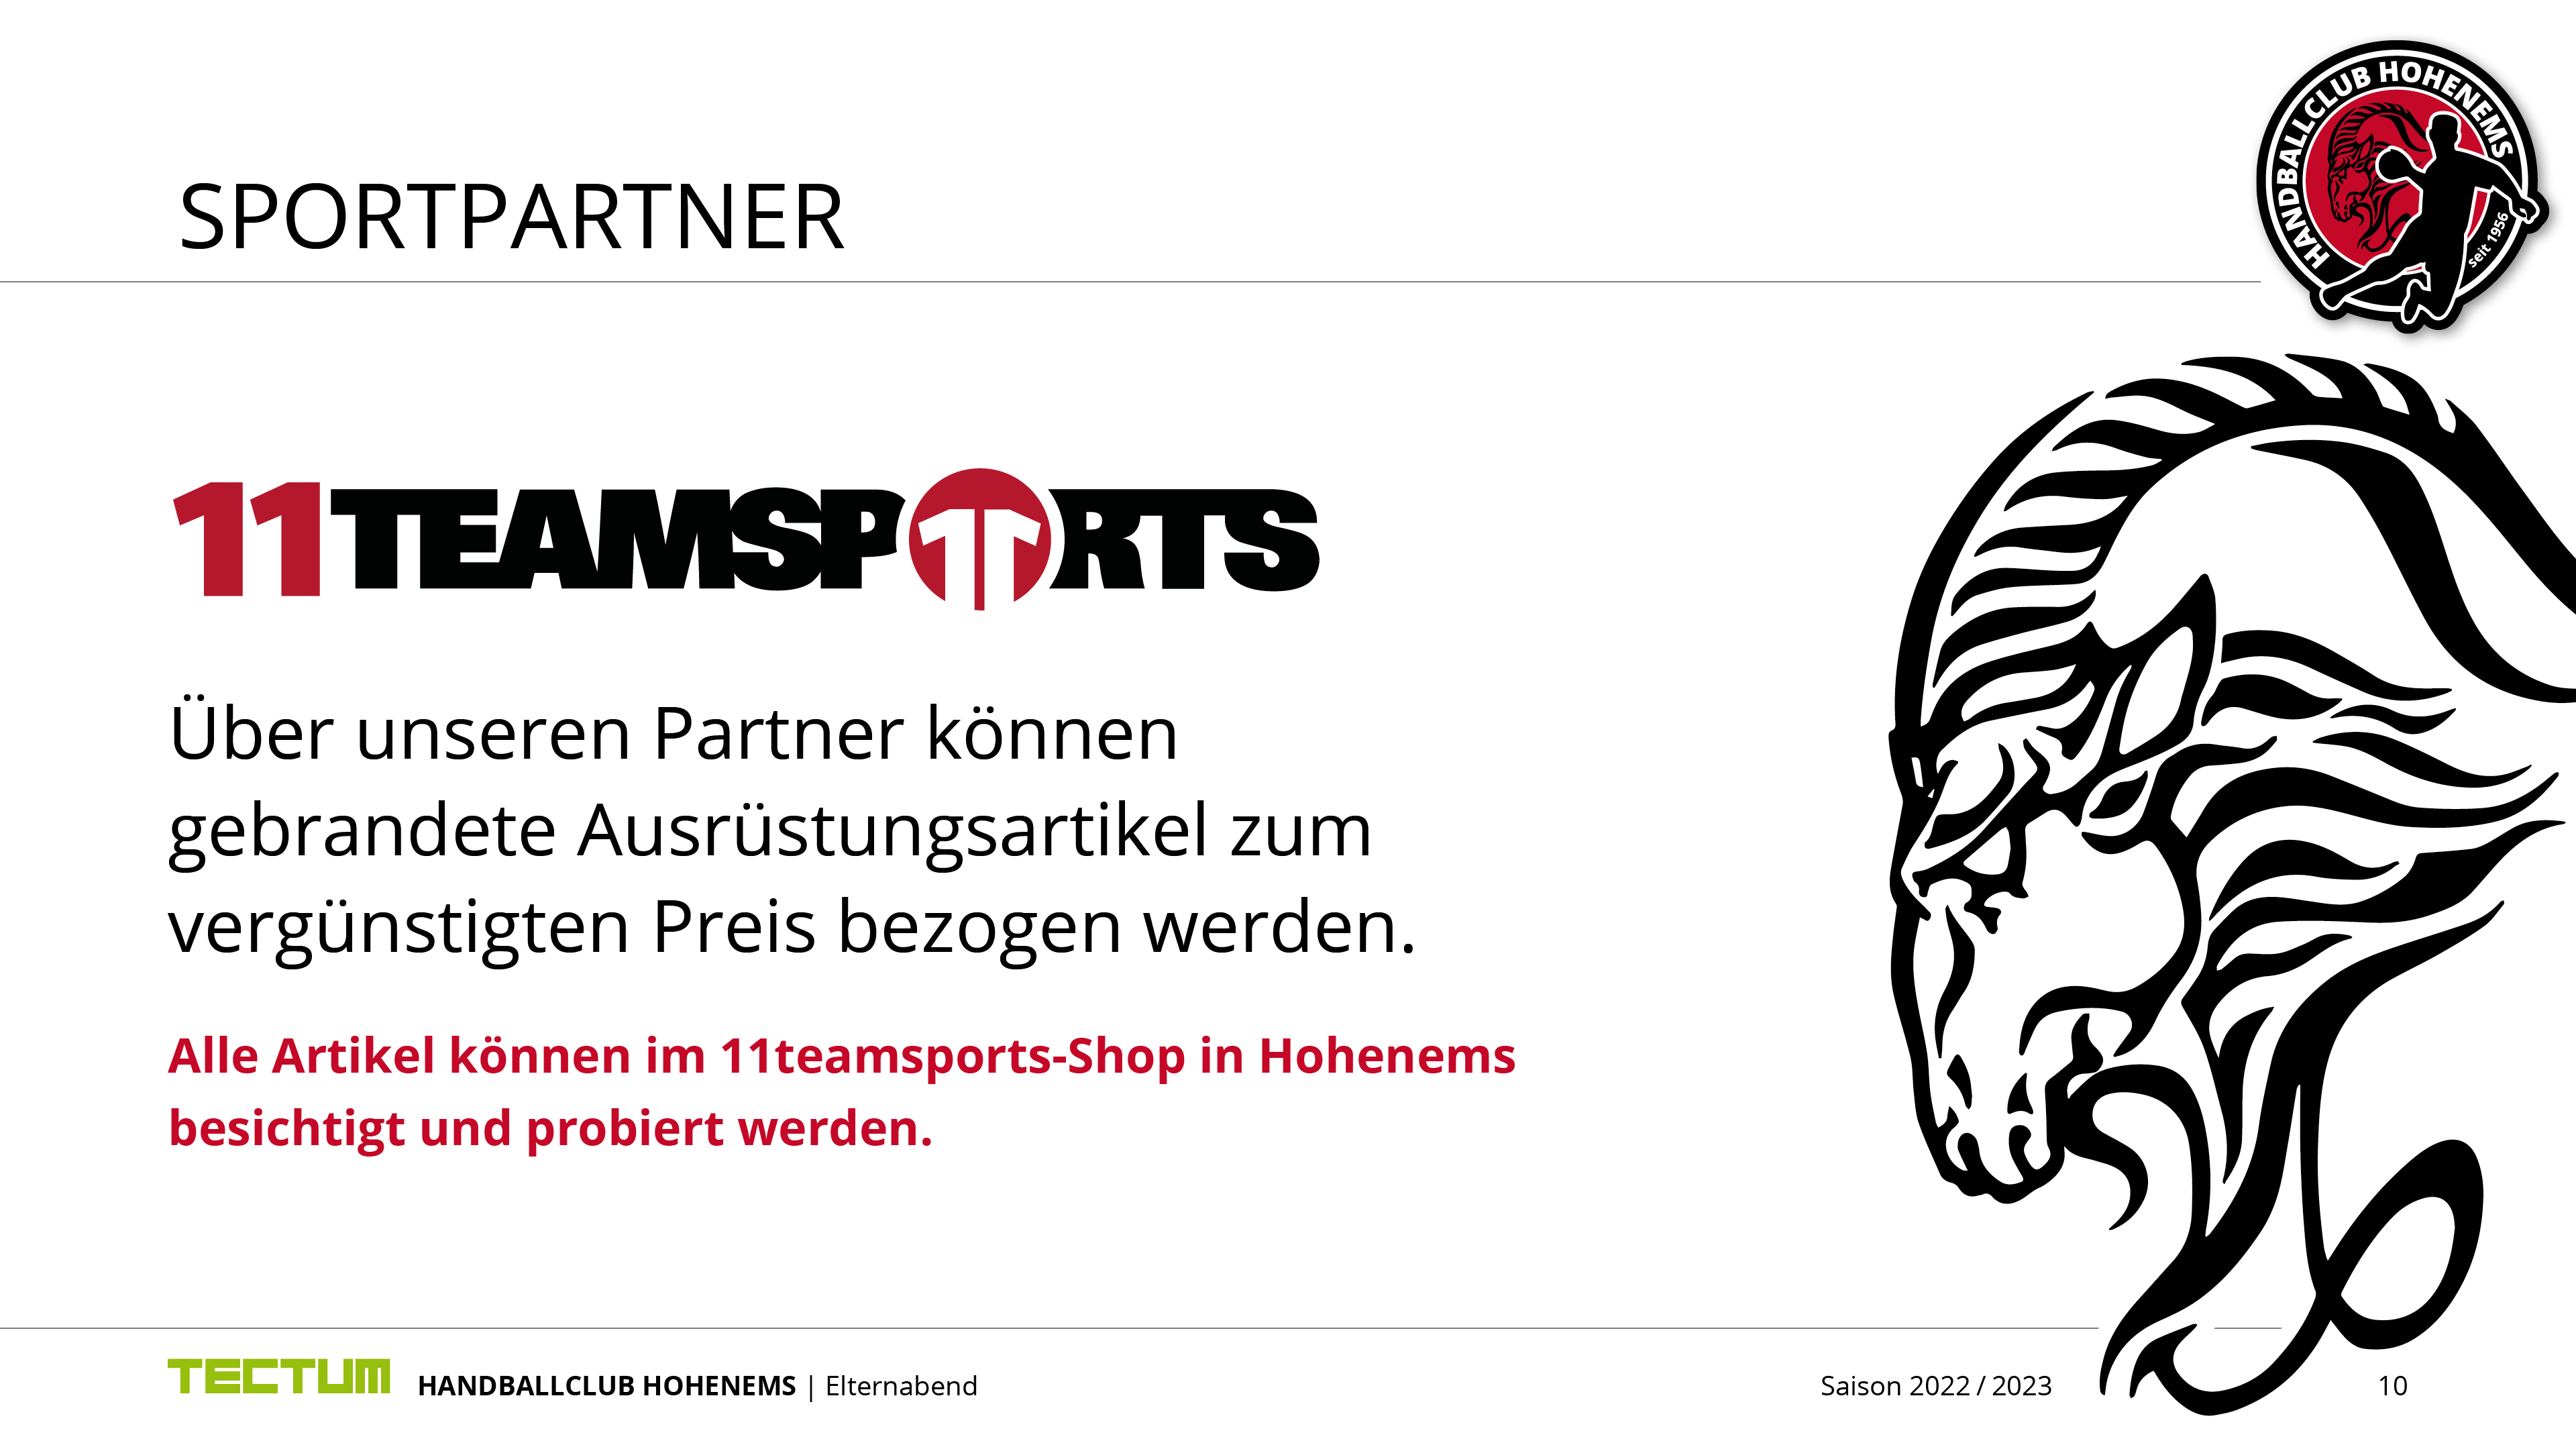 HANDBALLCLUB HOHENEMS
seit 1956
SPORTPARTNER
11TEAMSPORTS
Über unseren Partner können
gebrandete Ausrüstungsartikel zum
vergünstigten Preis bezogen werden.
Alle Artikel können im 11teamsports-Shop in Hohenems
besichtigt und probiert werden.
TECTUM HANDBALLCLUB HOHENEMS | Elternabend Saison 2022 / 2023 10